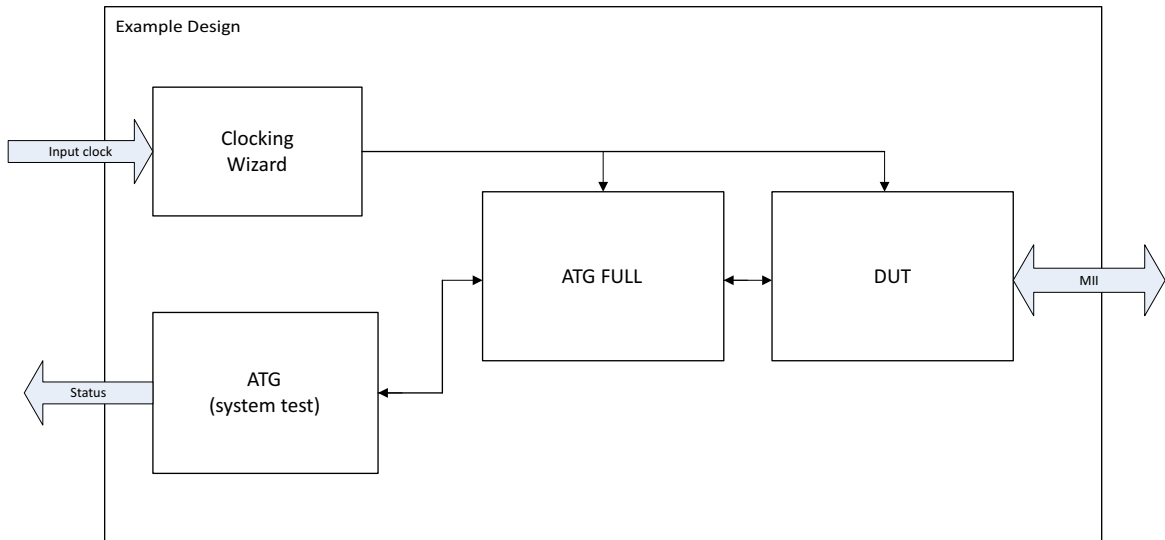 Example Design
Clocking
Wizard
Input clock
ATG FULL
DUT
MII
ATG
(system test)
Status